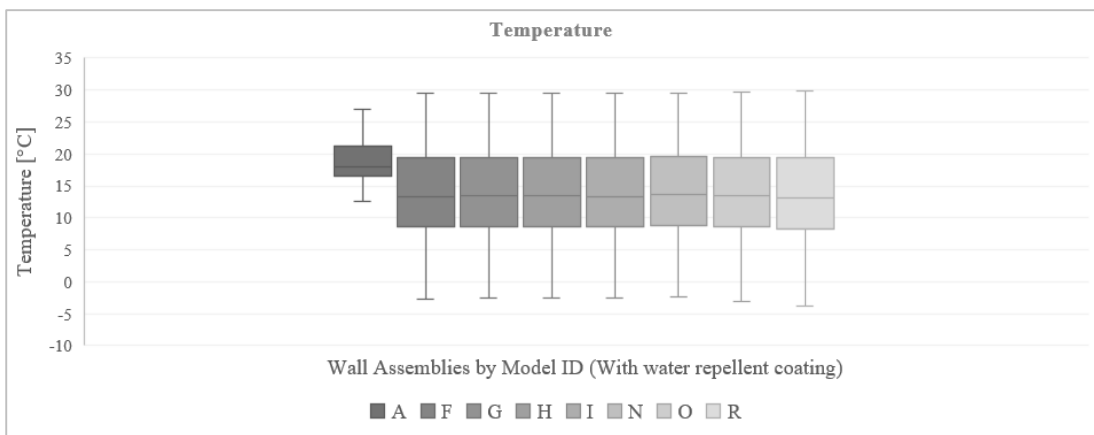 Temperature
35
30
25
20
15
10
5
0
-5
-10
Temperature [°C]
Wall Assemblies by Model ID (With water repellent coating)
A F G H I N O R